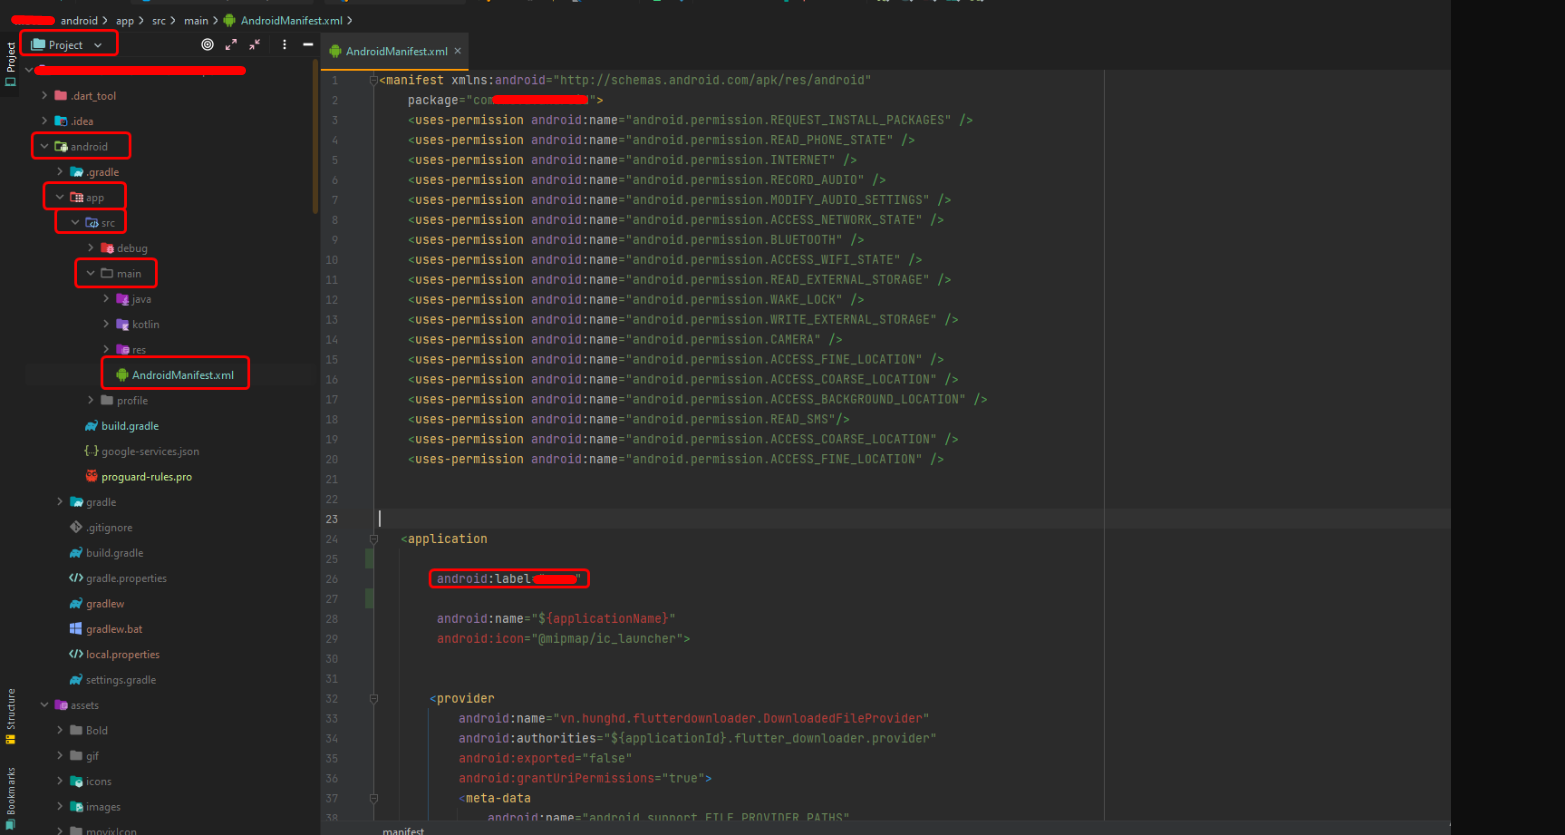 android > app > src > main > AndroidManifest.xml >
Project
Project
.dart_tool
.idea
android
.gradle
app
src
debug
main
java
kotlin
res
AndroidManifest.xml
profile
build.gradle
google-services.json
proguard-rules.pro
gradle
.gitignore
build.gradle
gradle.properties
gradlew
gradlew.bat
local.properties
settings.gradle
assets
Bold
gif
icons
images
movixIcon
Structure
Bookmarks
AndroidManifest.xml
1 <manifest xmlns:android="http://schemas.android.com/apk/res/android"
2 package="com">
3 <uses-permission android:name="android.permission.REQUEST_INSTALL_PACKAGES" />
4 <uses-permission android:name="android.permission.READ_PHONE_STATE" />
5 <uses-permission android:name="android.permission.INTERNET" />
6 <uses-permission android:name="android.permission.RECORD_AUDIO" />
7 <uses-permission android:name="android.permission.MODIFY_AUDIO_SETTINGS" />
8 <uses-permission android:name="android.permission.ACCESS_NETWORK_STATE" />
9 <uses-permission android:name="android.permission.BLUETOOTH" />
10 <uses-permission android:name="android.permission.ACCESS_WIFI_STATE" />
11 <uses-permission android:name="android.permission.READ_EXTERNAL_STORAGE" />
12 <uses-permission android:name="android.permission.WAKE_LOCK" />
13 <uses-permission android:name="android.permission.WRITE_EXTERNAL_STORAGE" />
14 <uses-permission android:name="android.permission.CAMERA" />
15 <uses-permission android:name="android.permission.ACCESS_FINE_LOCATION" />
16 <uses-permission android:name="android.permission.ACCESS_COARSE_LOCATION" />
17 <uses-permission android:name="android.permission.ACCESS_BACKGROUND_LOCATION" />
18 <uses-permission android:name="android.permission.READ_SMS"/>
19 <uses-permission android:name="android.permission.ACCESS_COARSE_LOCATION" />
20 <uses-permission android:name="android.permission.ACCESS_FINE_LOCATION" />
21
22
23
24 <application
25
26 android:label=""
27
28 android:name="${applicationName}"
29 android:icon="@mipmap/ic_launcher">
30
31
32 <provider
33 android:name="vn.hunghd.flutterdownloader.DownloadedFileProvider"
34 android:authorities="${applicationId}.flutter_downloader.provider"
35 android:exported="false"
36 android:grantUriPermissions="true">
37 <meta-data
38 android:name="android.support.FILE_PROVIDER_PATHS"
manifest